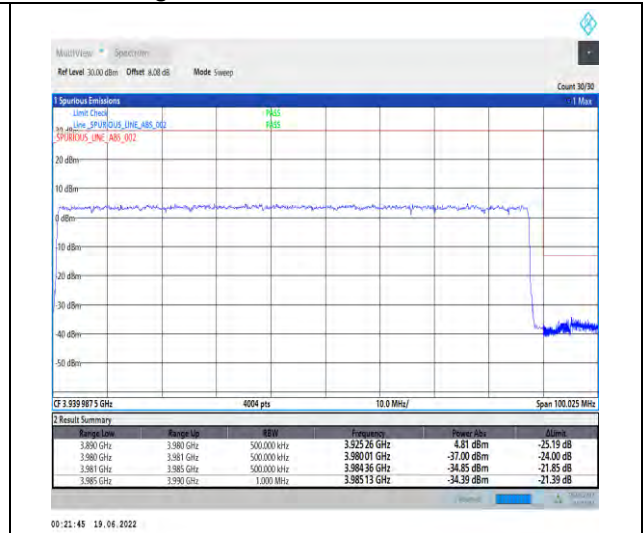 MultiView Spectrum
Ref Level 30.00 dBm Offset 8.08 dB Mode Sweep
Count 30/30
1 Spurious Emissions 1 Max
Limit Check PASS
Line _SPURIOUS_LINE_ABS_002 PASS
_SPURIOUS_LINE_ABS_002
20 dBm
10 dBm
0 dBm
-10 dBm
-20 dBm
-30 dBm
-40 dBm
-50 dBm
CF 3.939 987 5 GHz 4004 pts 10.0 MHz/ Span 100.025 MHz
2 Result Summary
Range Low Range Up RBW Frequency Power Abs ΔLimit
3.890 GHz 3.980 GHz 500.000 kHz 3.925 26 GHz 4.81 dBm -25.19 dB
3.980 GHz 3.981 GHz 500.000 kHz 3.980 01 GHz -37.00 dBm -24.00 dB
3.981 GHz 3.985 GHz 500.000 kHz 3.984 36 GHz -34.85 dBm -21.85 dB
3.985 GHz 3.990 GHz 1.000 MHz 3.985 13 GHz -34.39 dBm -21.39 dB
00:21:45 19.06.2022